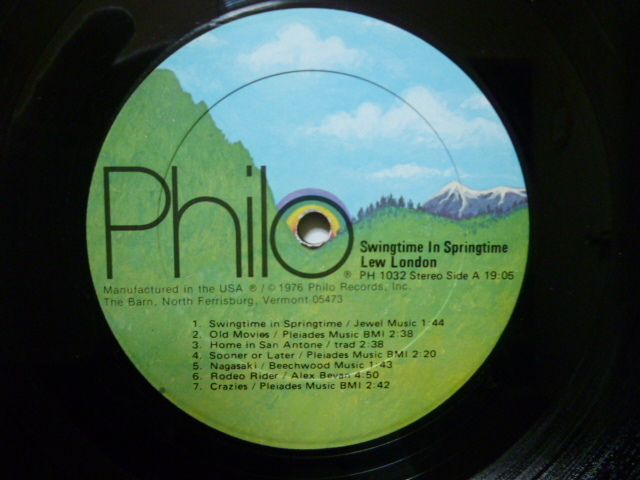 Philo®
Swingtime In Springtime
Lew London
PH 1032 Stereo Side A 19:05
Manufactured in the USA ℗ / © 1976 Philo Records, Inc.
The Barn, North Ferrisburg, Vermont 05473
1. Swingtime in Springtime / Jewel Music 1:44
2. Old Movies / Pleiades Music BMI 2:38
3. Home in San Antone / trad 2:38
4. Sooner or Later / Pleiades Music BMI 2:20
5. Nagasaki / Beechwood Music 1:43
6. Rodeo Rider / Alex Bevan 4:50
7. Crazies / Pleiades Music BMI 2:42